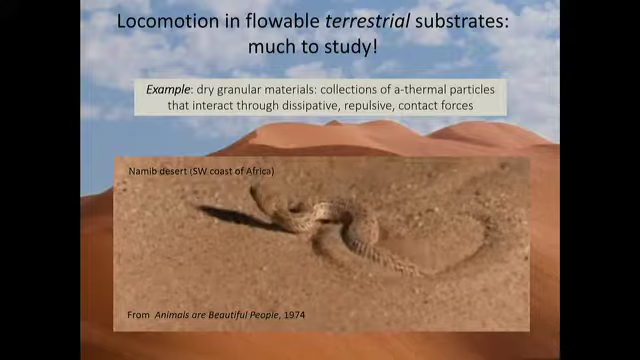 Locomotion in flowable terrestrial substrates:
much to study!
Example: dry granular materials: collections of a-thermal particles
that interact through dissipative, repulsive, contact forces
Namib desert (SW coast of Africa)
From Animals are Beautiful People, 1974